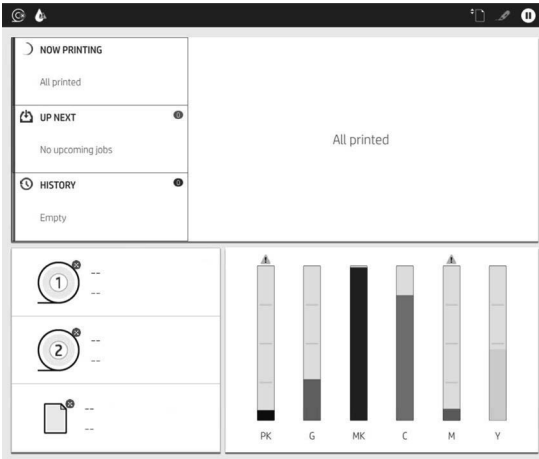 NOW PRINTING
All printed
UP NEXT
0
No upcoming jobs
HISTORY
0
Empty
All printed
1
--
--
2
--
--
--
--
PK G MK C M Y